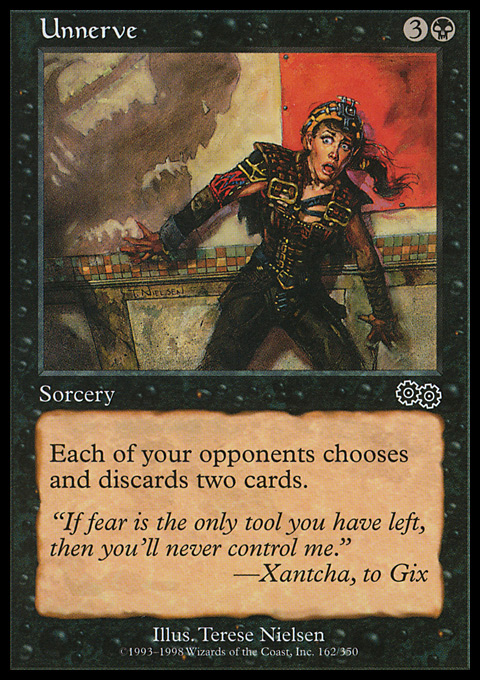 Unnerve 3
T. NIELSEN
Sorcery
Each of your opponents chooses
and discards two cards.
“If fear is the only tool you have left,
then you’ll never control me.”
—Xantcha, to Gix
Illus. Terese Nielsen
©1993–1998 Wizards of the Coast, Inc. 162/350